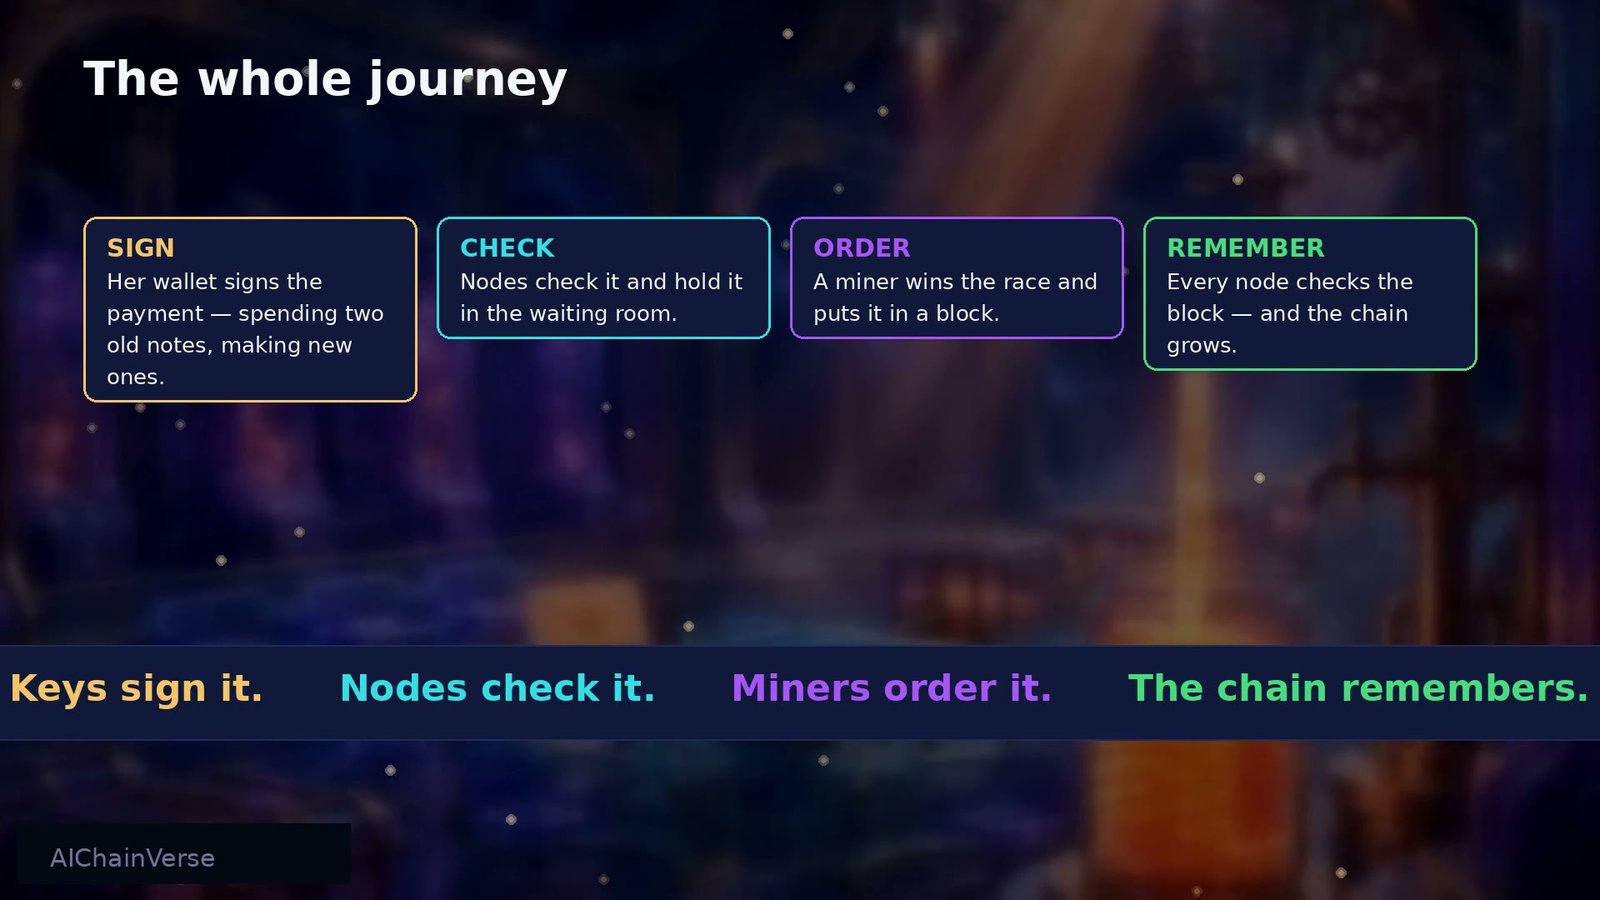 The whole journey
SIGN
Her wallet signs the
payment — spending two
old notes, making new
ones.
CHECK
Nodes check it and hold it
in the waiting room.
ORDER
A miner wins the race and
puts it in a block.
REMEMBER
Every node checks the
block — and the chain
grows.
Keys sign it. Nodes check it. Miners order it. The chain remembers.
AIChainVerse